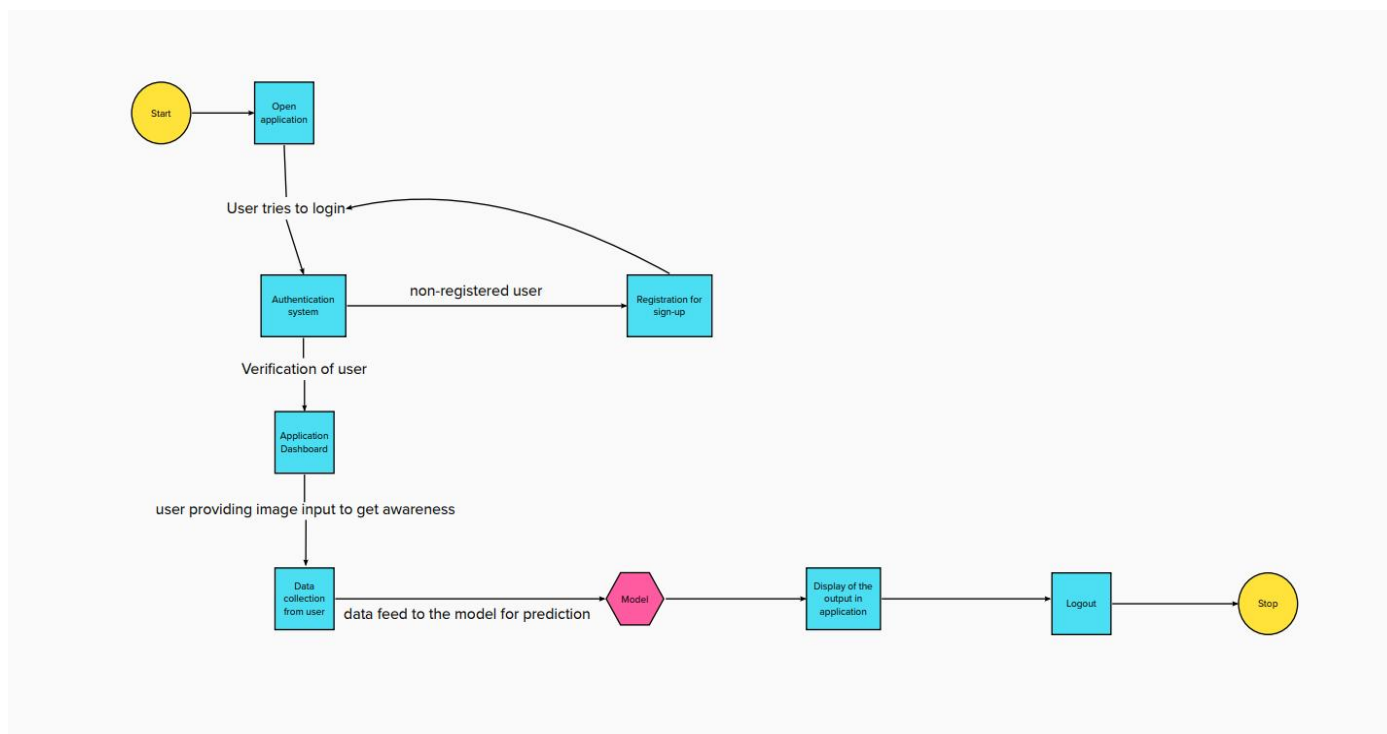 Start
Open
application
User tries to login
Authentication
system
non-registered user
Registration for
sign-up
Verification of user
Application
Dashboard
user providing image input to get awareness
Data
collection
from user
data feed to the model for prediction
Model
Display of the
output in
application
Logout
Stop